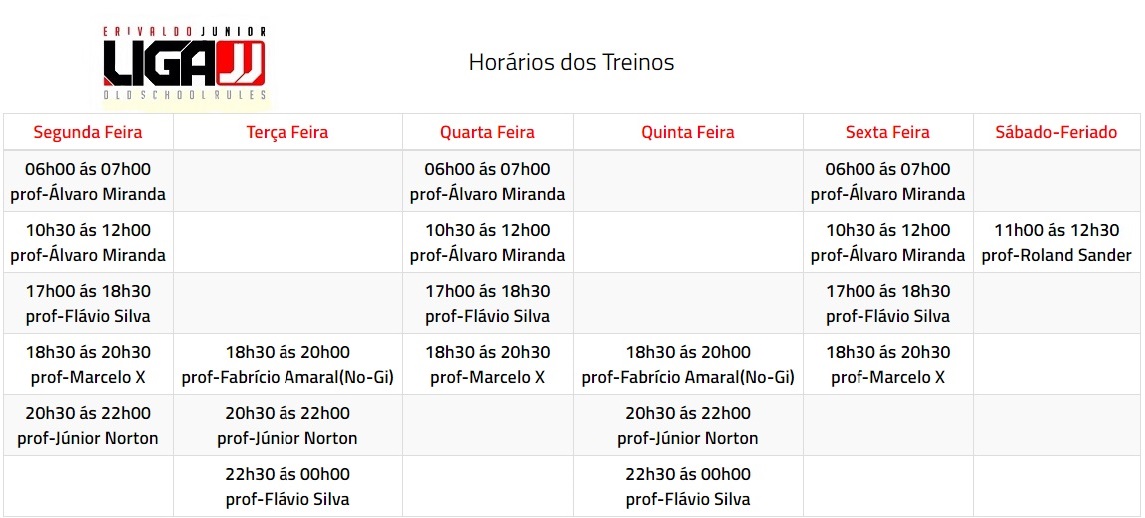 ERIVALDO JUNIOR
LIGA JJ
OLD SCHOOL RULES
Horários dos Treinos
Segunda Feira Terça Feira Quarta Feira Quinta Feira Sexta Feira Sábado-Feriado
06h00 ás 07h00 06h00 ás 07h00 06h00 ás 07h00
prof-Álvaro Miranda prof-Álvaro Miranda prof-Álvaro Miranda
10h30 ás 12h00 10h30 ás 12h00 10h30 ás 12h00 11h00 ás 12h30
prof-Álvaro Miranda prof-Álvaro Miranda prof-Álvaro Miranda prof-Roland Sander
17h00 ás 18h30 17h00 ás 18h30 17h00 ás 18h30
prof-Flávio Silva prof-Flávio Silva prof-Flávio Silva
18h30 ás 20h30 18h30 ás 20h00 18h30 ás 20h30 18h30 ás 20h00 18h30 ás 20h30
prof-Marcelo X prof-Fabrício Amaral(No-Gi) prof-Marcelo X prof-Fabrício Amaral(No-Gi) prof-Marcelo X
20h30 ás 22h00 20h30 ás 22h00 20h30 ás 22h00
prof-Júnior Norton prof-Júnior Norton prof-Júnior Norton
22h30 ás 00h00 22h30 ás 00h00
prof-Flávio Silva prof-Flávio Silva